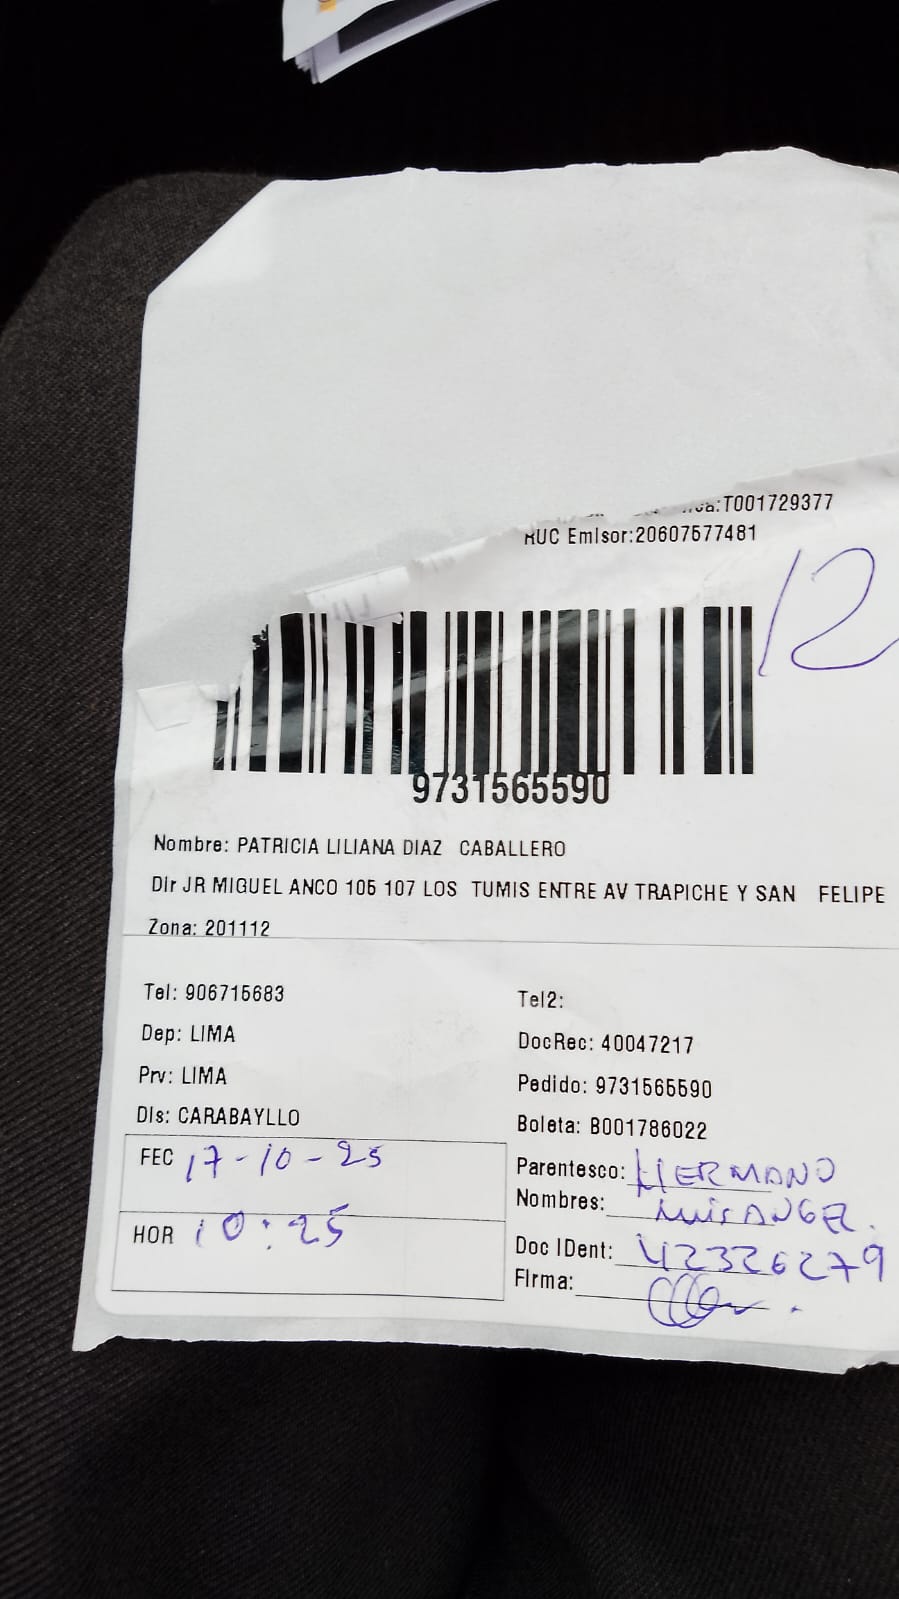 T001729377
RUC Emisor:20607577481
12
9731565590
Nombre: PATRICIA LILIANA DIAZ CABALLERO
Dir JR MIGUEL ANCO 105 107 LOS TUMIS ENTRE AV TRAPICHE Y SAN FELIPE
Zona: 201112
Tel: 906715683
Tel2:
Dep: LIMA
DocRec: 40047217
Prv: LIMA
Pedido: 9731565590
Dis: CARABAYLLO
Boleta: B001786022
FEC 17-10-25
Parentesco: HERMANO
Nombres: LUIS ANGEL.
HOR 10:25
Doc IDent: 42326279
Firma: